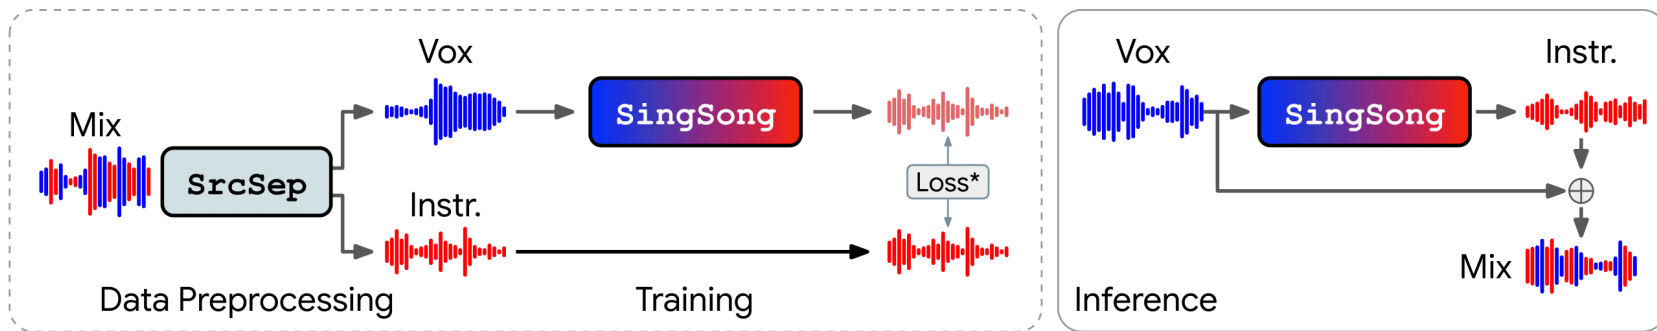 Mix
SrcSep
Vox
Instr.
SingSong
Loss*
Data Preprocessing
Training
Vox
SingSong
Instr.
Mix
Inference